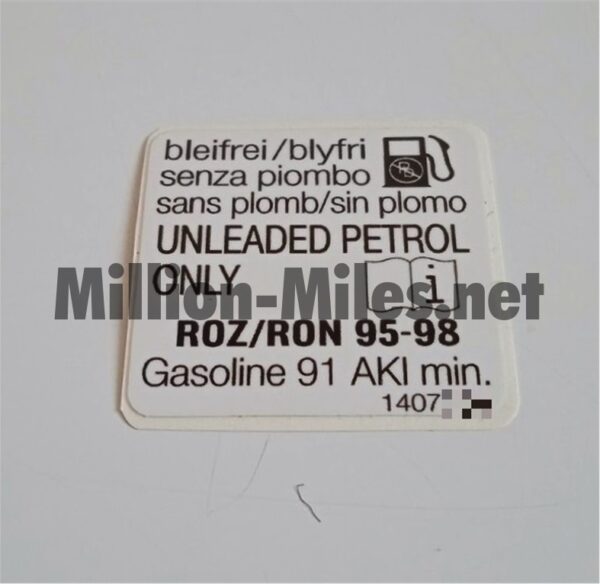 bleifrei/blyfri
senza piombo
sans plomb/sin plomo
UNLEADED PETROL
ONLY
i
Million-Miles.net
ROZ/RON 95-98
Gasoline 91 AKI min.
1407